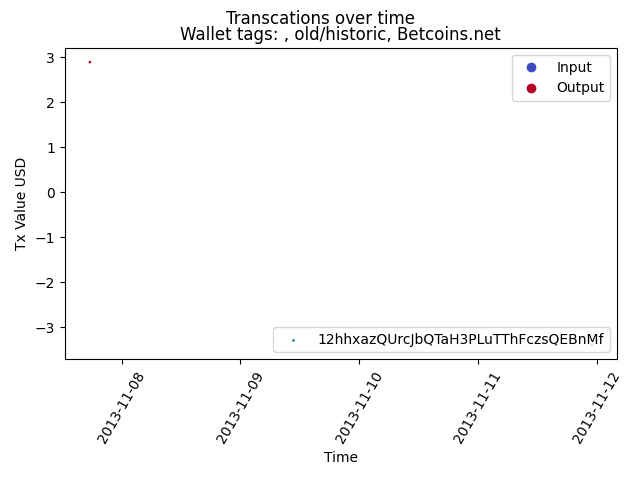 Transcations over time
Wallet tags: , old/historic, Betcoins.net
3
2
1
0
−1
−2
−3
Tx Value USD
Input
Output
12hhxazQUrcJbQTaH3PLuTThFczsQEBnMf
2013-11-08
2013-11-09
2013-11-10
2013-11-11
2013-11-12
Time